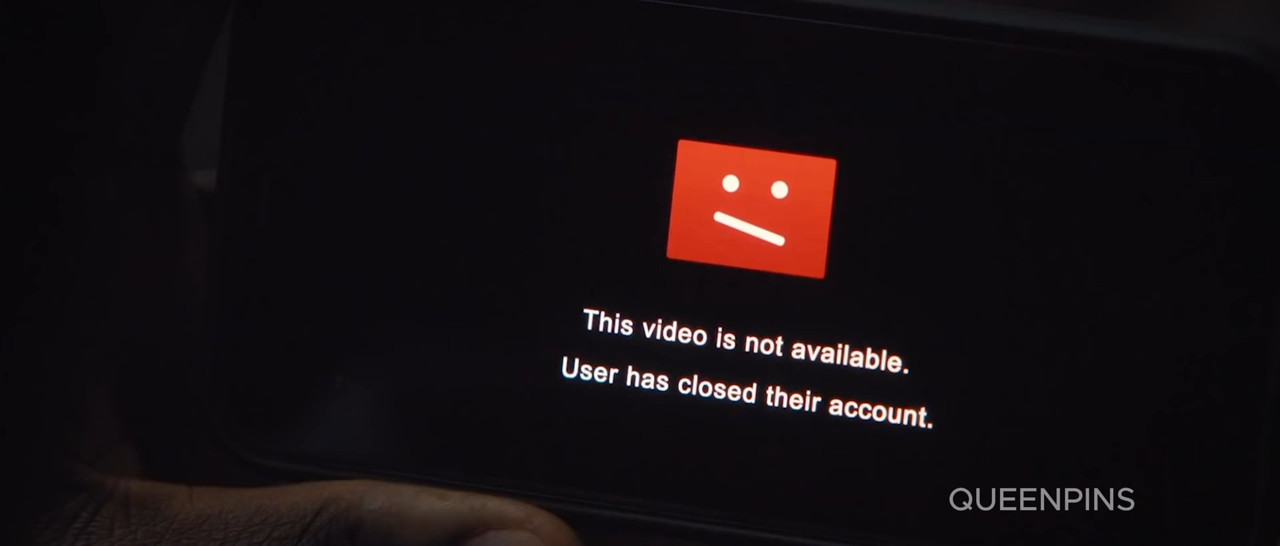 This video is not available.
User has closed their account.
QUEENPINS